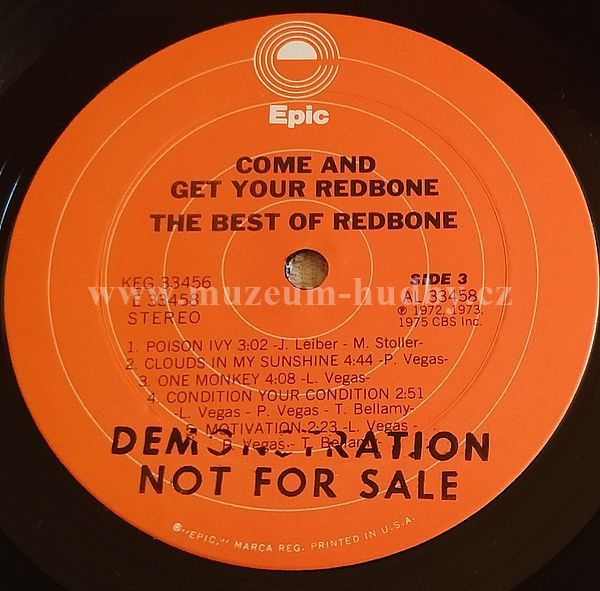 Epic
COME AND
GET YOUR REDBONE
THE BEST OF REDBONE
KEG 33456
E 33458
STEREO
SIDE 3
AL 33458
℗ 1972, 1973,
1975 CBS Inc.
www.muzeum-hudby.cz
1. POISON IVY 3:02 -J. Leiber - M. Stoller-
2. CLOUDS IN MY SUNSHINE 4:44 -P. Vegas-
3. ONE MONKEY 4:08 -L. Vegas-
4. CONDITION YOUR CONDITION 2:51
-L. Vegas - P. Vegas - T. Bellamy-
MOTIVATION 2:23 -L. Vegas -
P. Vegas - T. Bellamy-
DEMONSTRATION
NOT FOR SALE
"EPIC," MARCA REG. PRINTED IN U.S.A.